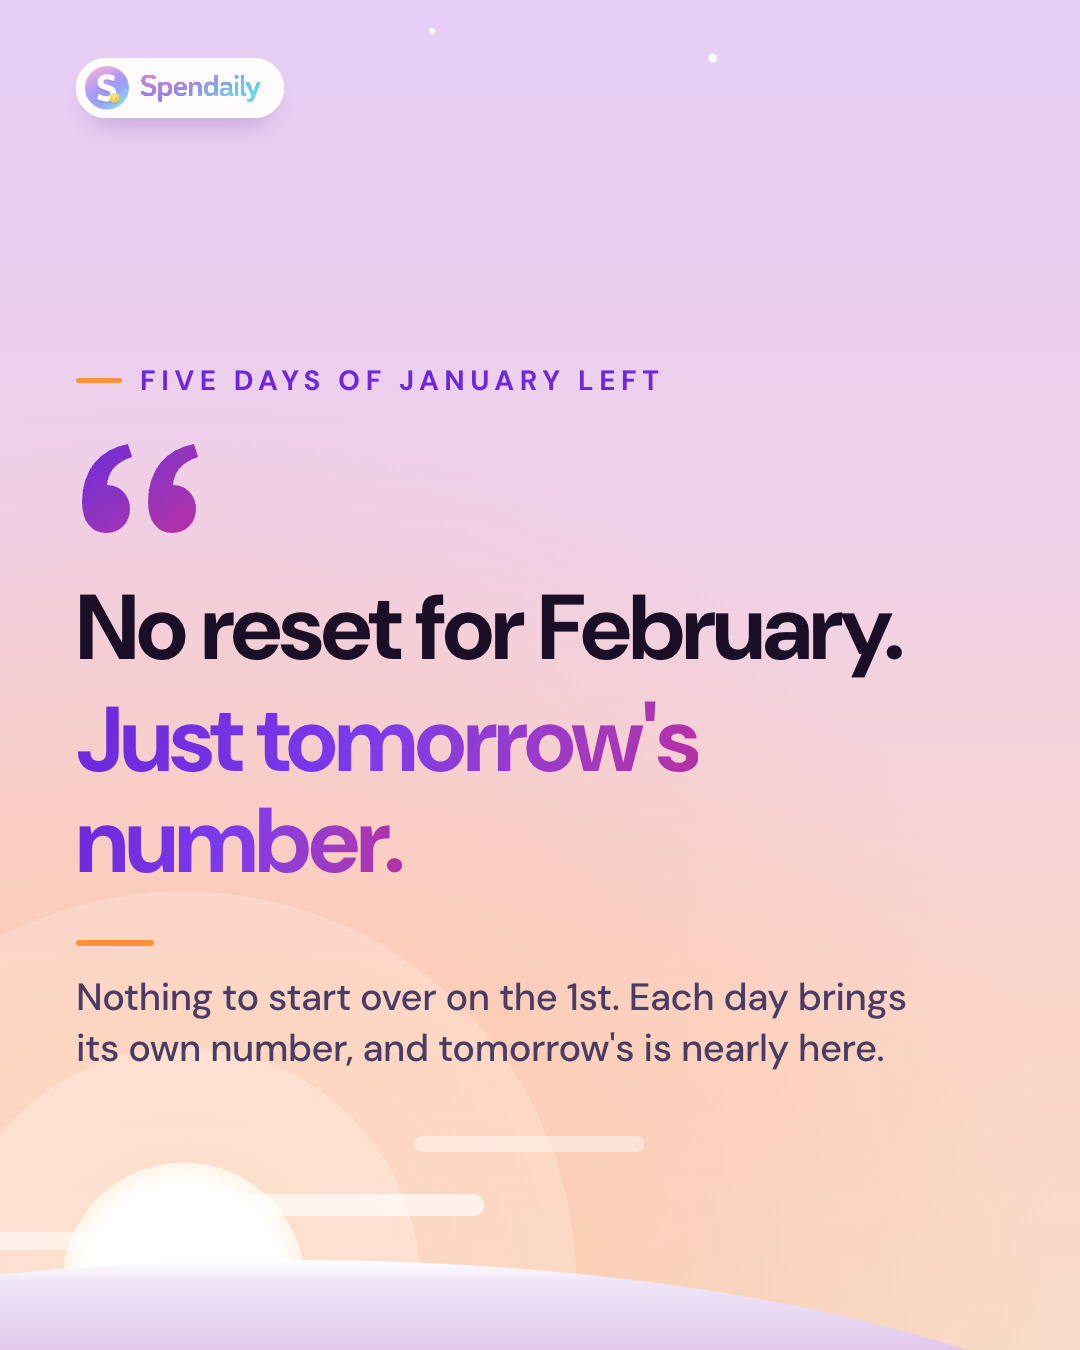 Spendaily
FIVE DAYS OF JANUARY LEFT
“
No reset for February.
Just tomorrow's
number.
Nothing to start over on the 1st. Each day brings
its own number, and tomorrow's is nearly here.